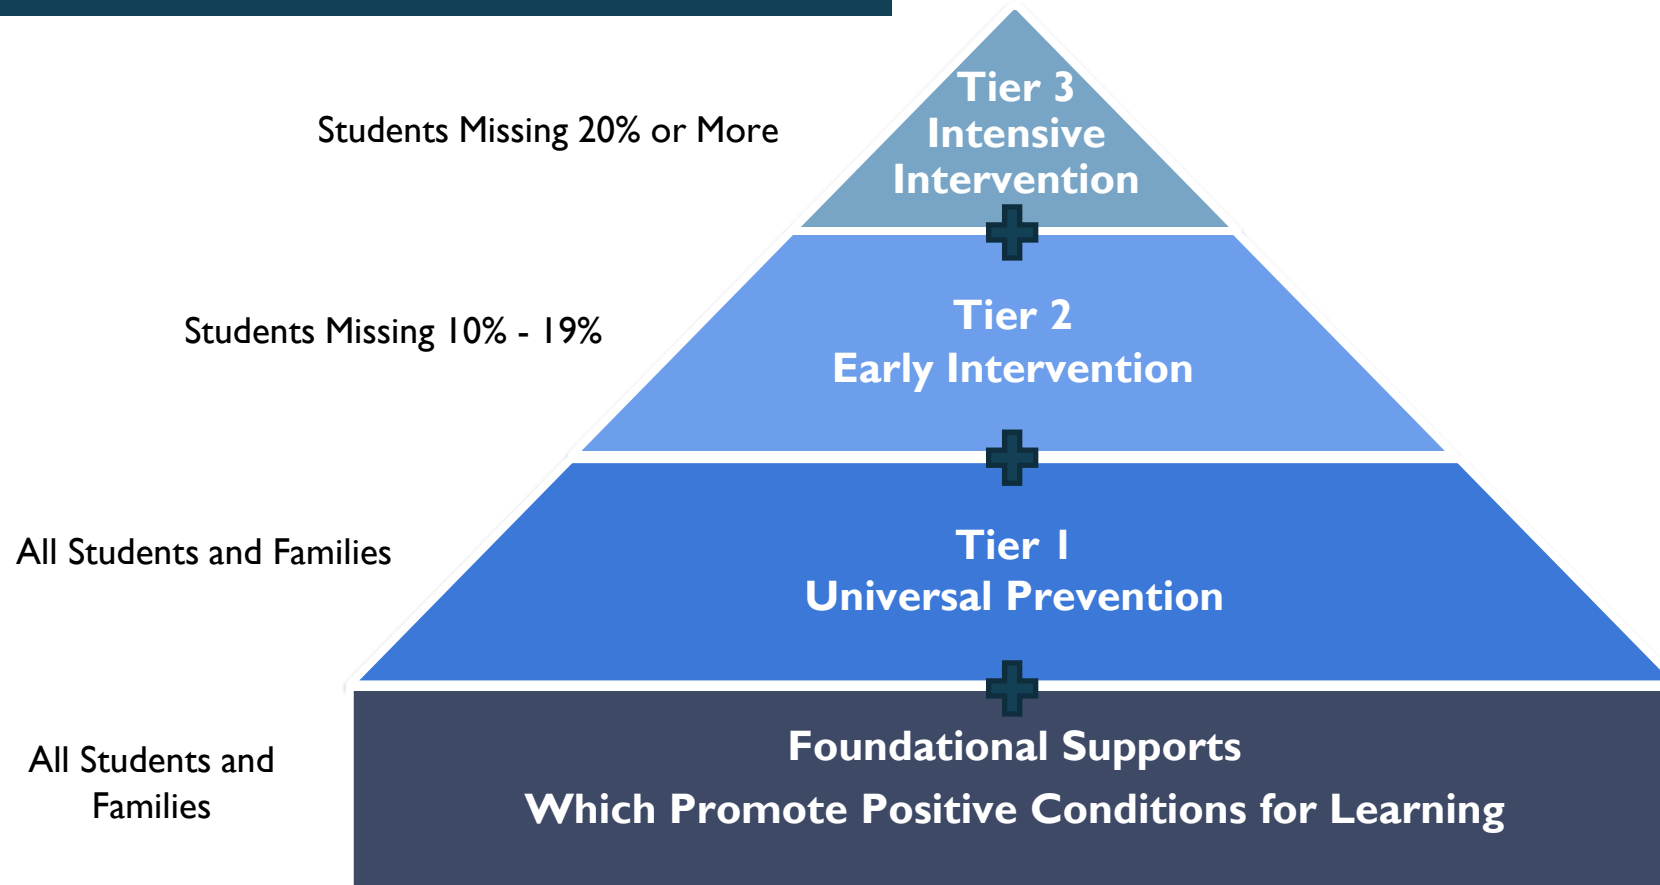 Students Missing 20% or More
Tier 3
Intensive
Intervention
Students Missing 10% - 19%
Tier 2
Early Intervention
All Students and Families
Tier 1
Universal Prevention
All Students and
Families
Foundational Supports
Which Promote Positive Conditions for Learning